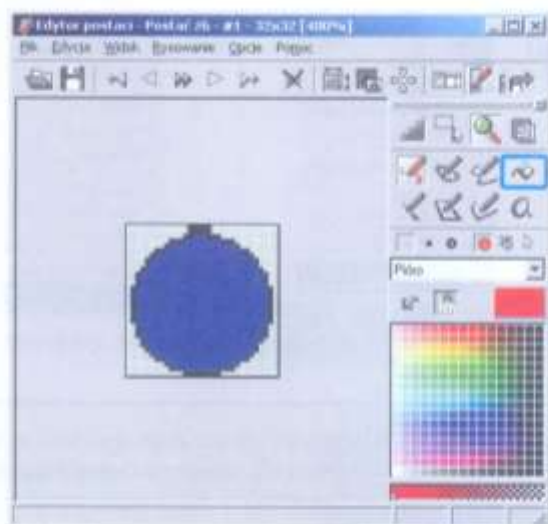 Edytor postaci - Postać 26 - #1 - 32x32 [400%]
Plik Edycja Widok Rysowanie Opcje Pomoc
Pióro